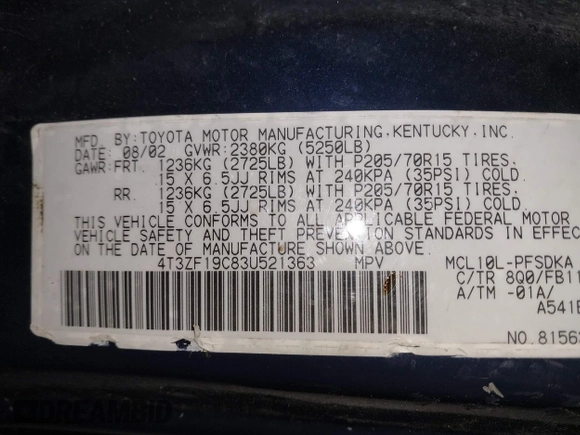 MFD. BY:TOYOTA MOTOR MANUFACTURING,KENTUCKY,INC.
DATE: 08/02 GVWR:2380KG (5250LB)
GAWR:FRT. 1236KG (2725LB) WITH P205/70R15 TIRES.
15 X 6.5JJ RIMS AT 240KPA (35PSI) COLD.
RR. 1236KG (2725LB) WITH P205/70R15 TIRES.
15 X 6.5JJ RIMS AT 240KPA (35PSI) COLD.
THIS VEHICLE CONFORMS TO ALL APPLICABLE FEDERAL MOTOR
VEHICLE SAFETY AND THEFT PREVENTION STANDARDS IN EFFEC
ON THE DATE OF MANUFACTURE SHOWN ABOVE.
4T3ZF19C83U521363 MPV MCL10L-PFSDKA
C/TR 8Q0/FB11
A/TM -01A/
A541E
NO.8156
DREAMBID